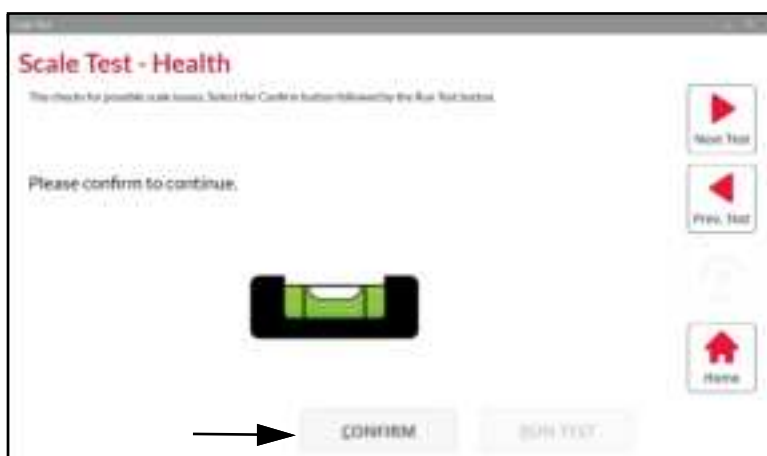 Scale Test - Health
This checks for possible scale issues. Select the Confirm button followed by the Run Test button.
Next Test
Please confirm to continue.
Prev. Test
Home
CONFIRM
RUN TEST